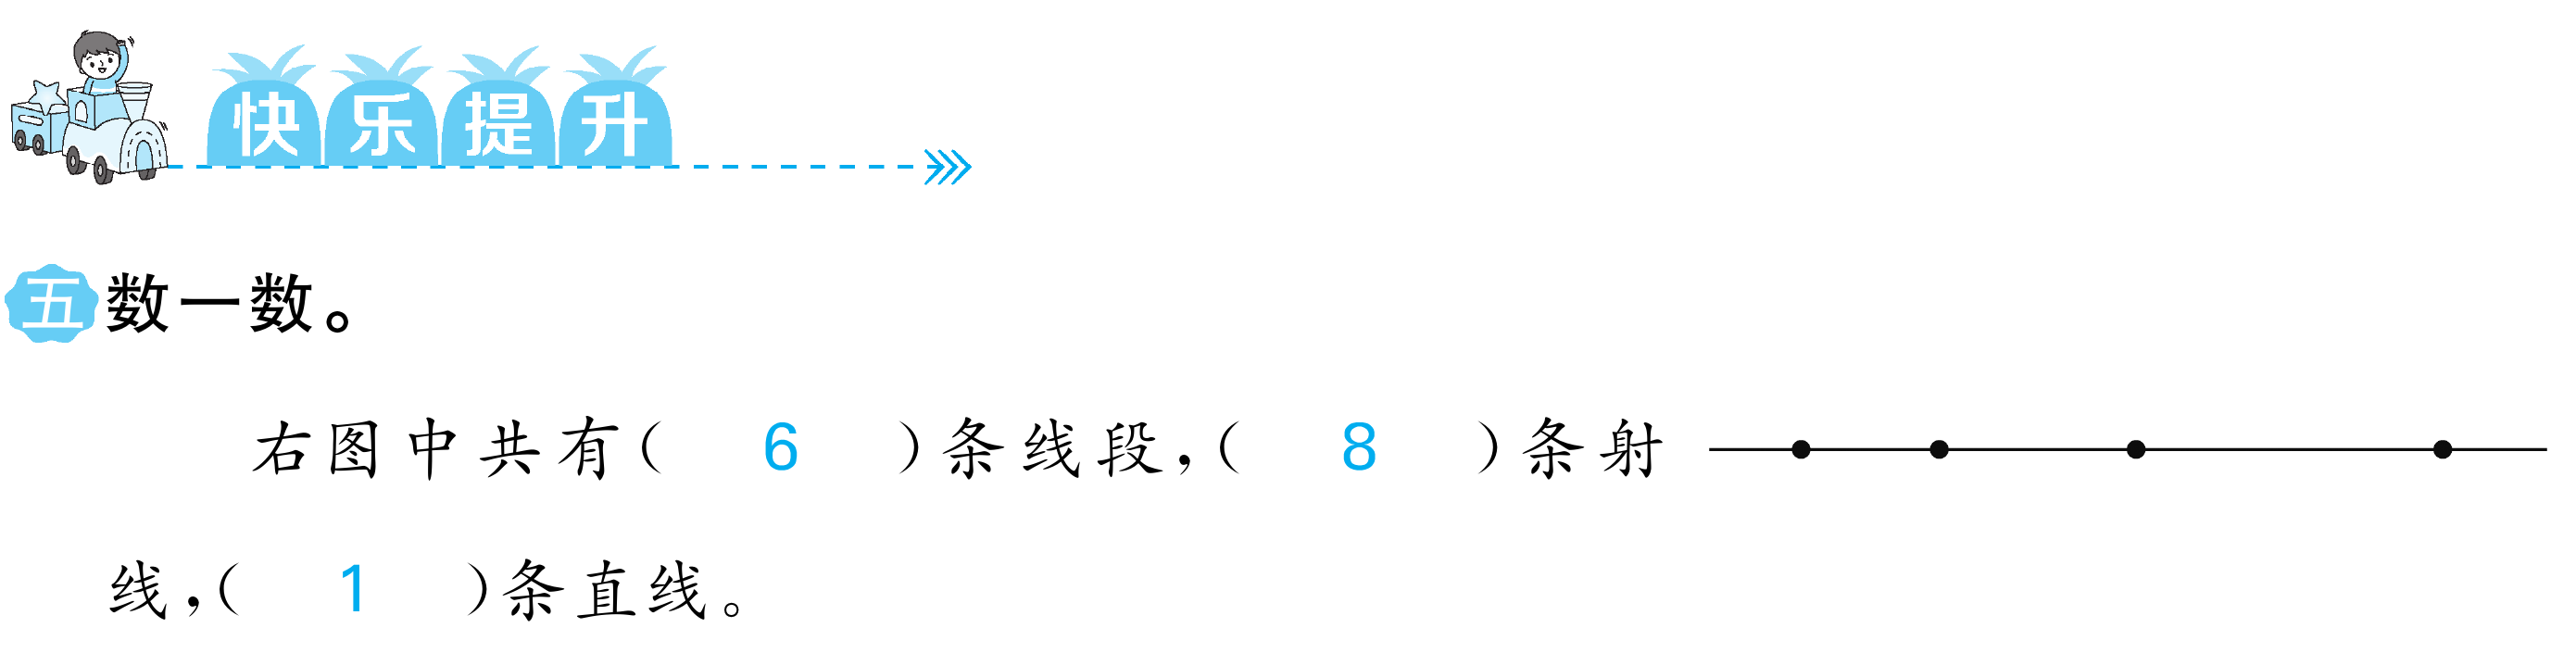 快乐提升
五 数一数。
右图中共有( 6 )条线段,( 8 )条射
线,( 1 )条直线。